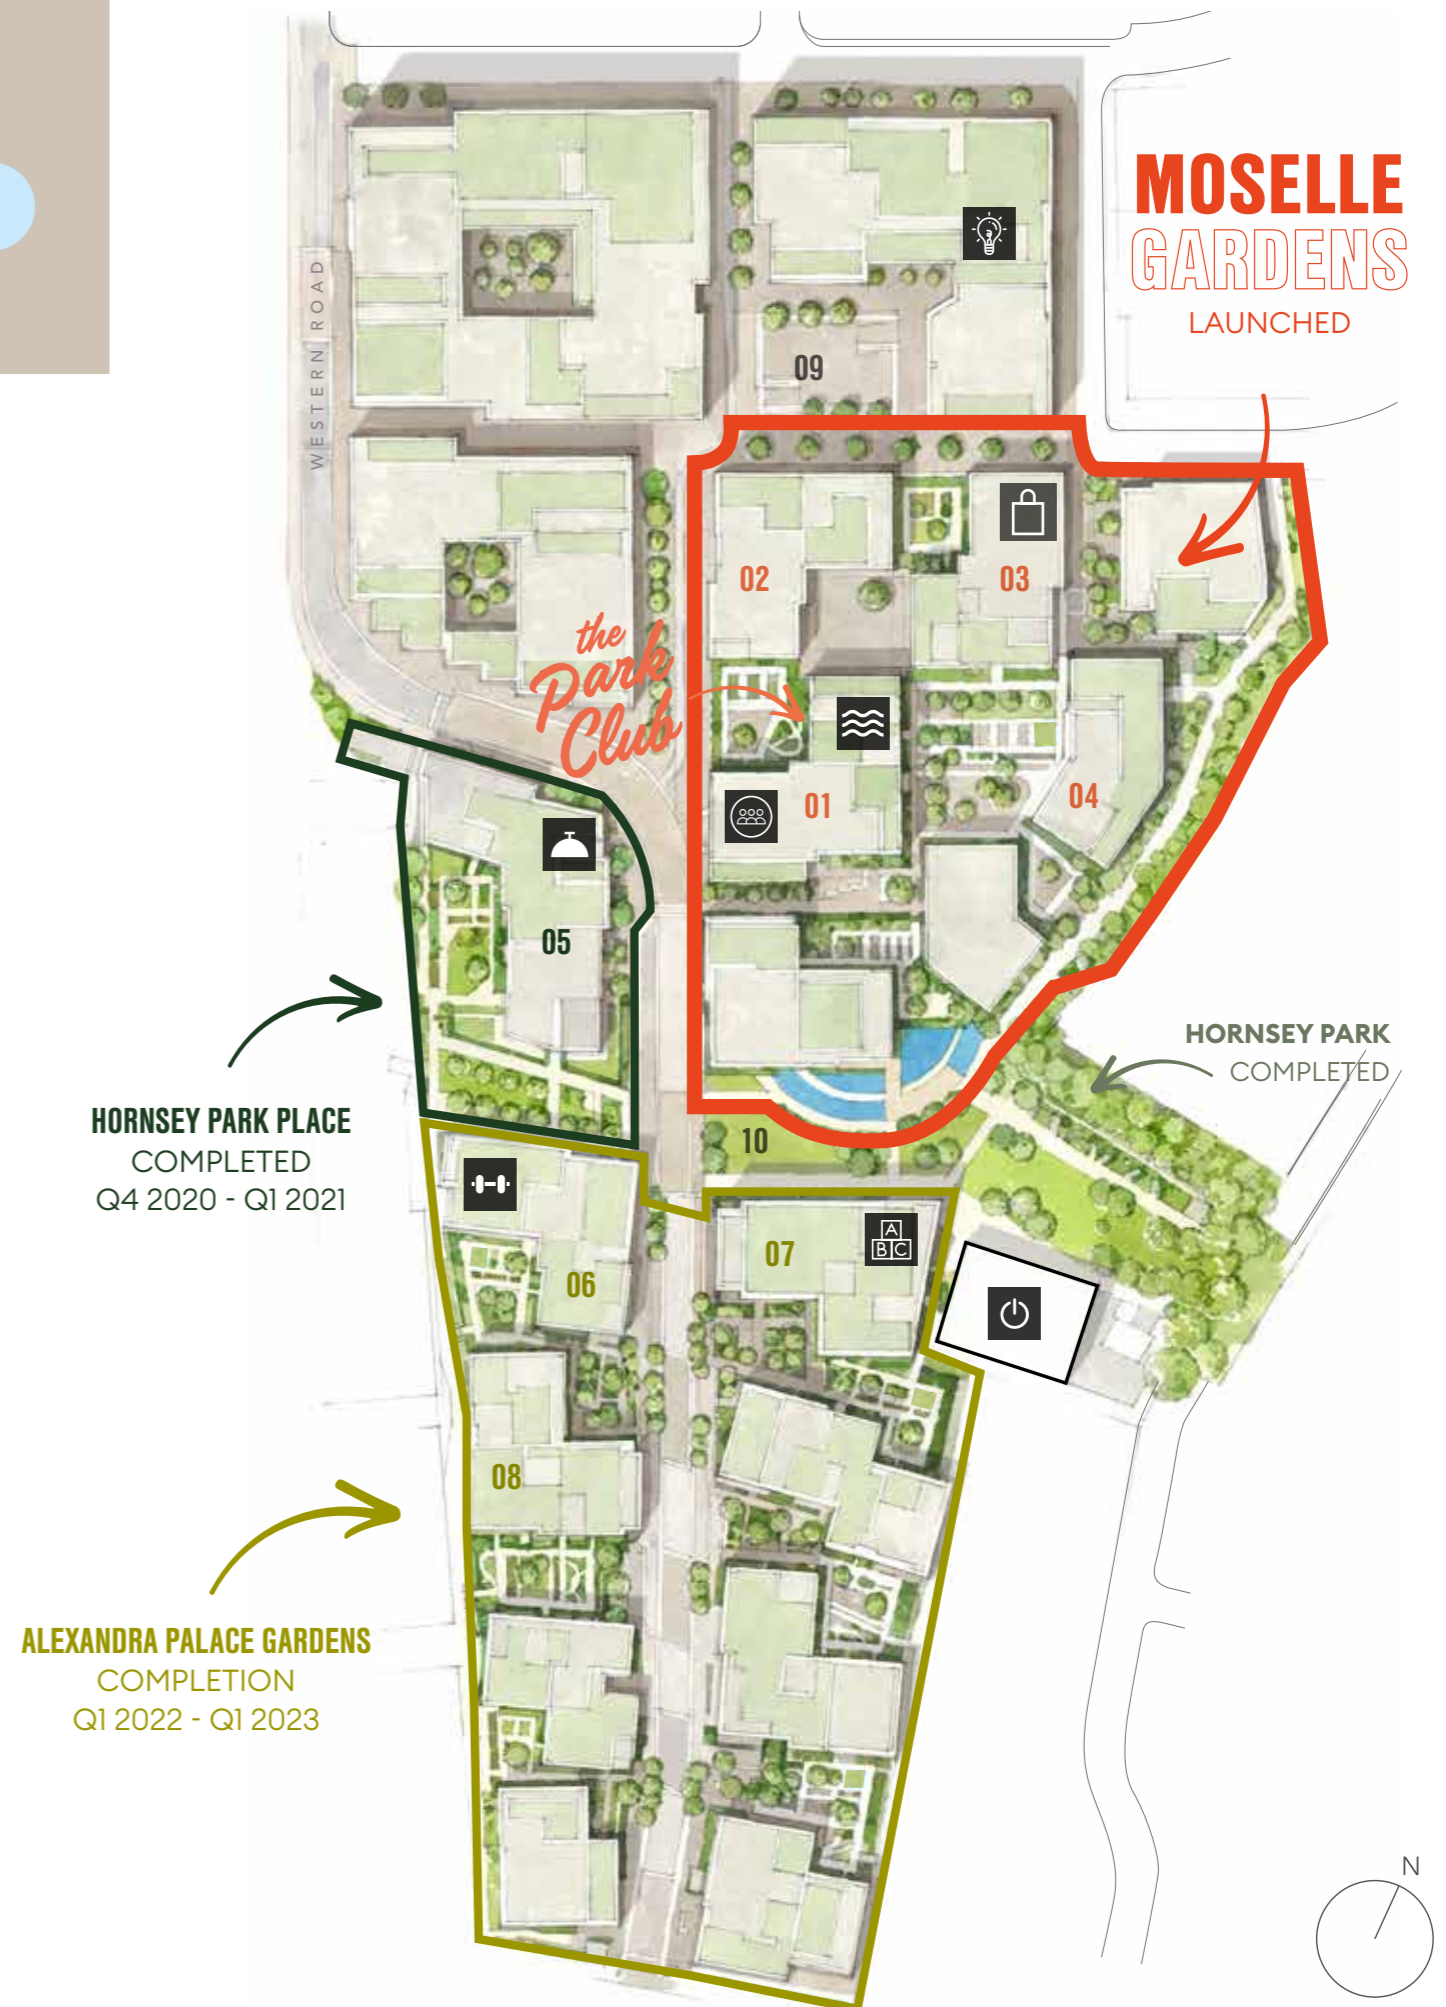 MOSELLE
GARDENS
LAUNCHED
WESTERN ROAD
09
02
03
the
Park
Club
01
04
05
HORNSEY PARK
COMPLETED
HORNSEY PARK PLACE
COMPLETED
Q4 2020 - Q1 2021
10
07
A
B C
06
08
ALEXANDRA PALACE GARDENS
COMPLETION
Q1 2022 - Q1 2023
N